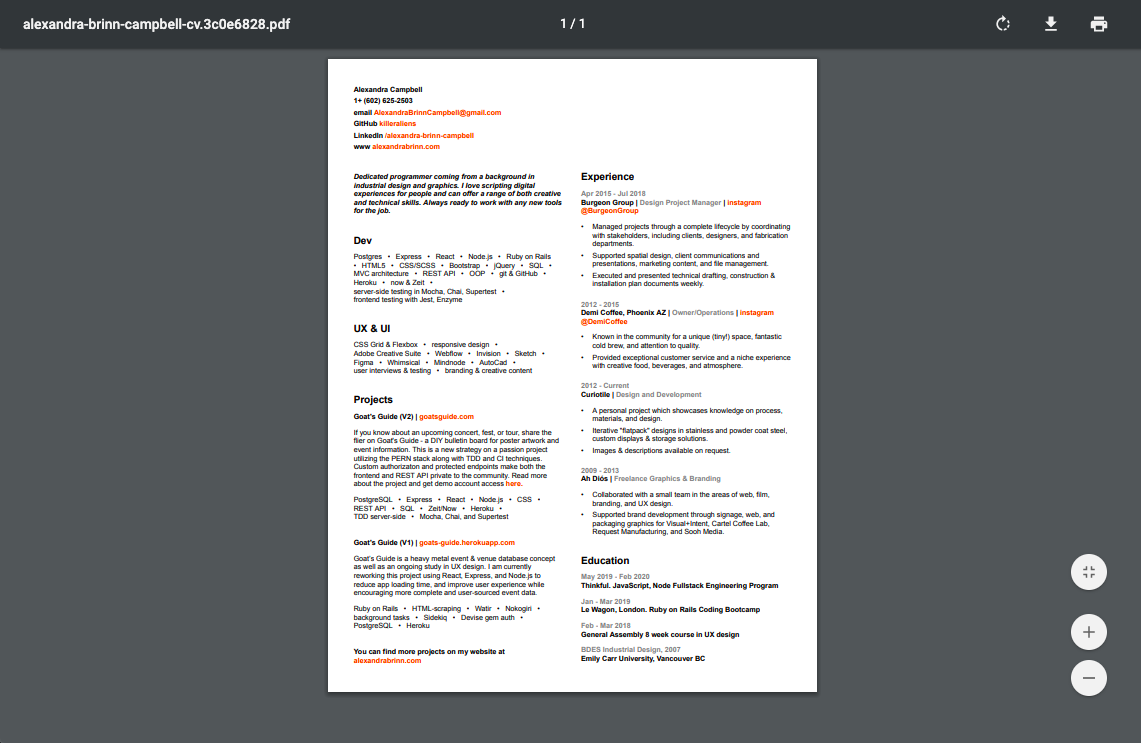 alexandra-brinn-campbell-cv.3c0e6828.pdf
1 / 1
Alexandra Campbell
1+ (602) 625-2503
email AlexandraBrinnCampbell@gmail.com
GitHub killeraliens
LinkedIn /alexandra-brinn-campbell
www alexandrabrinn.com
Dedicated programmer coming from a background in
industrial design and graphics. I love scripting digital
experiences for people and can offer a range of both creative
and technical skills. Always ready to work with any new tools
for the job.
Dev
Postgres • Express • React • Node.js • Ruby on Rails
• HTML5 • CSS/SCSS • Bootstrap • jQuery • SQL •
MVC architecture • REST API • OOP • git & GitHub •
Heroku • now & Zeit •
server-side testing in Mocha, Chai, Supertest •
frontend testing with Jest, Enzyme
UX & UI
CSS Grid & Flexbox • responsive design •
Adobe Creative Suite • Webflow • Invision • Sketch •
Figma • Whimsical • Mindnode • AutoCad •
user interviews & testing • branding & creative content
Projects
Goat's Guide (V2) | goatsguide.com
If you know about an upcoming concert, fest, or tour, share the
flier on Goat's Guide - a DIY bulletin board for poster artwork and
event information. This is a new strategy on a passion project
utilizing the PERN stack along with TDD and CI techniques.
Custom authorizaton and protected endpoints make both the
frontend and REST API private to the community. Read more
about the project and get demo account access here.
PostgreSQL • Express • React • Node.js • CSS •
REST API • SQL • Zeit/Now • Heroku •
TDD server-side • Mocha, Chai, and Supertest
Goat's Guide (V1) | goats-guide.herokuapp.com
Goat's Guide is a heavy metal event & venue database concept
as well as an ongoing study in UX design. I am currently
reworking this project using React, Express, and Node.js to
reduce app loading time, and improve user experience while
encouraging more complete and user-sourced event data.
Ruby on Rails • HTML-scraping • Watir • Nokogiri •
background tasks • Sidekiq • Devise gem auth •
PostgreSQL • Heroku
You can find more projects on my website at
alexandrabrinn.com
Experience
Apr 2015 - Jul 2018
Burgeon Group | Design Project Manager | instagram
@BurgeonGroup
• Managed projects through a complete lifecycle by coordinating
with stakeholders, including clients, designers, and fabrication
departments.
• Supported spatial design, client communications and
presentations, marketing content, and file management.
• Executed and presented technical drafting, construction &
installation plan documents weekly.
2012 - 2015
Demi Coffee, Phoenix AZ | Owner/Operations | instagram
@DemiCoffee
• Known in the community for a unique (tiny!) space, fantastic
cold brew, and attention to quality.
• Provided exceptional customer service and a niche experience
with creative food, beverages, and atmosphere.
2012 - Current
Curiotile | Design and Development
• A personal project which showcases knowledge on process,
materials, and design.
• Iterative "flatpack" designs in stainless and powder coat steel,
custom displays & storage solutions.
• Images & descriptions available on request.
2009 - 2013
Ah Diós | Freelance Graphics & Branding
• Collaborated with a small team in the areas of web, film,
branding, and UX design.
• Supported brand development through signage, web, and
packaging graphics for Visual+Intent, Cartel Coffee Lab,
Request Manufacturing, and Sooh Media.
Education
May 2019 - Feb 2020
Thinkful. JavaScript, Node Fullstack Engineering Program
Jan - Mar 2019
Le Wagon, London. Ruby on Rails Coding Bootcamp
Feb - Mar 2018
General Assembly 8 week course in UX design
BDES Industrial Design, 2007
Emily Carr University, Vancouver BC